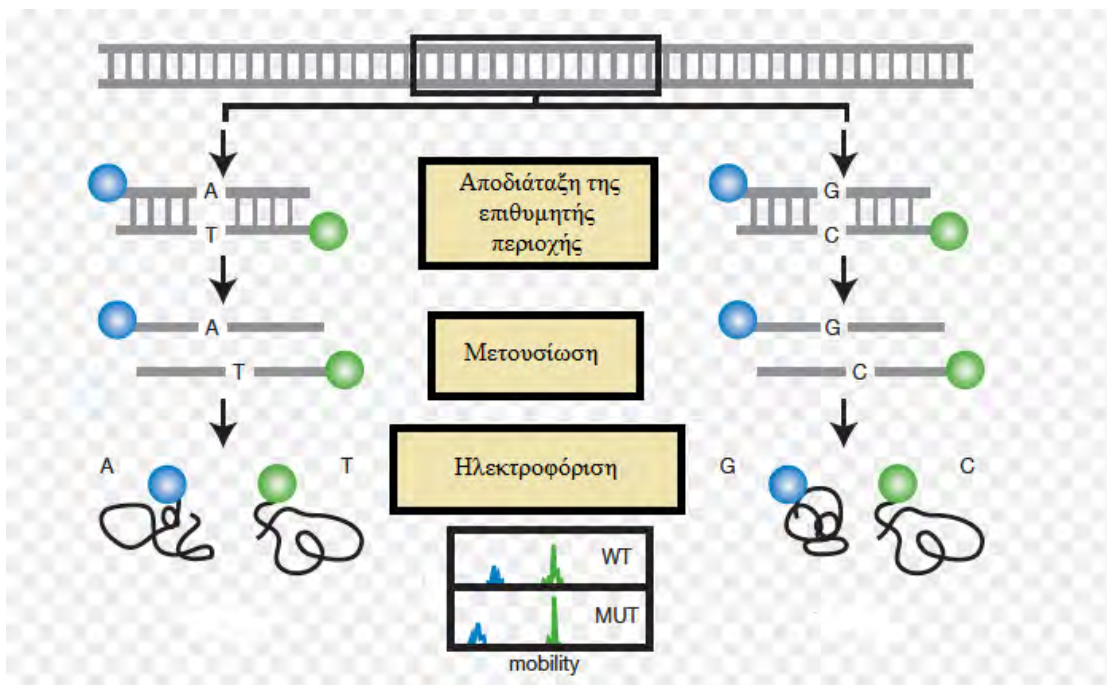 A
T
Αποδιάταξη της
επιθυμητής
περιοχής
G
C
A
T
Μετουσίωση
G
C
A
T
Ηλεκτροφόριση
G
C
WT
MUT
mobility